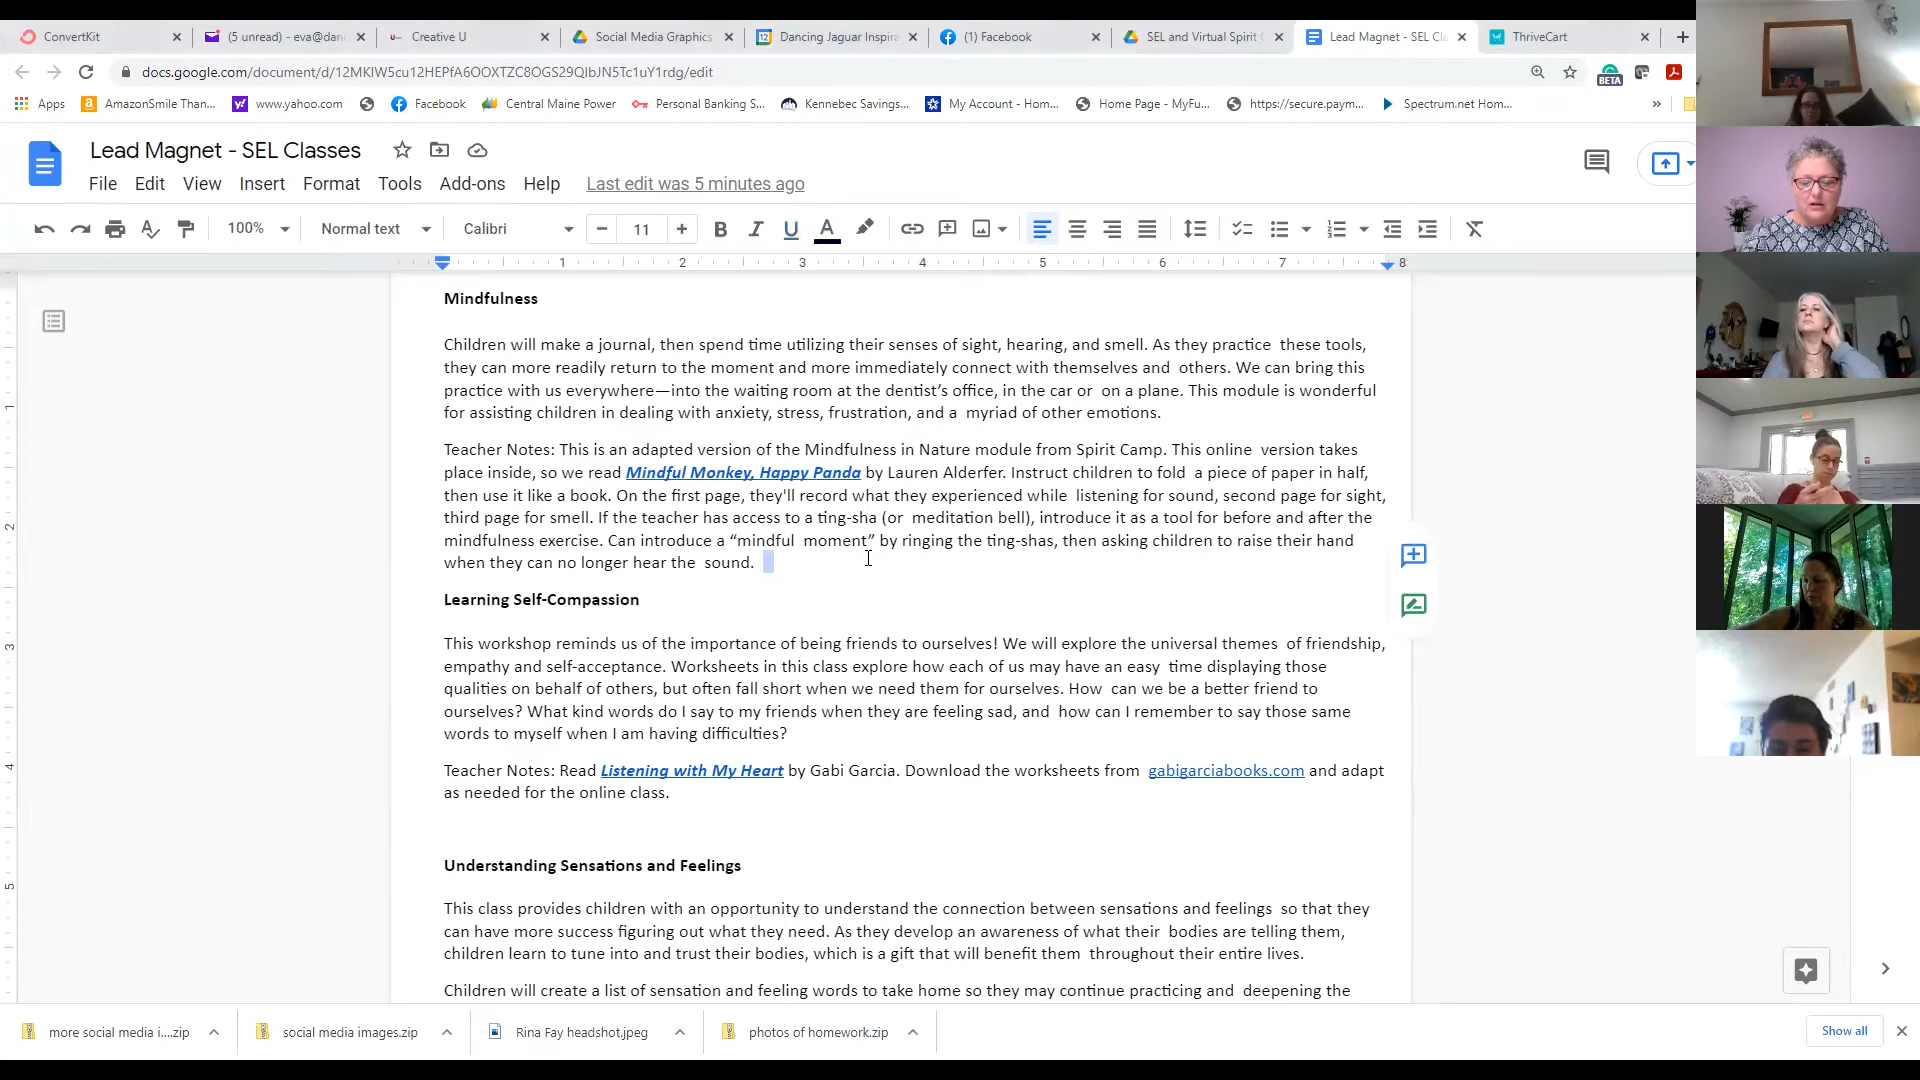 ConvertKit
(5 unread) - eva@danc
Creative U
Social Media Graphics
Dancing Jaguar Inspira
(1) Facebook
SEL and Virtual Spirit C
Lead Magnet - SEL Cla
ThriveCart
docs.google.com/document/d/12MKIW5cu12HEPfA6OOXTZC8OGS29QIbJN5Tc1uY1rdg/edit
BETA
Apps
AmazonSmile Than...
www.yahoo.com
Facebook
Central Maine Power
Personal Banking S...
Kennebec Savings...
My Account - Hom...
Home Page - MyFu...
https://secure.paym...
Spectrum.net Hom...
Lead Magnet - SEL Classes
File Edit View Insert Format Tools Add-ons Help Last edit was 5 minutes ago
100% Normal text Calibri 11 B I U A
1 2 3 4 5 6 7 8
Mindfulness
Children will make a journal, then spend time utilizing their senses of sight, hearing, and smell. As they practice these tools,
they can more readily return to the moment and more immediately connect with themselves and others. We can bring this
practice with us everywhere—into the waiting room at the dentist's office, in the car or on a plane. This module is wonderful
for assisting children in dealing with anxiety, stress, frustration, and a myriad of other emotions.
Teacher Notes: This is an adapted version of the Mindfulness in Nature module from Spirit Camp. This online version takes
place inside, so we read Mindful Monkey, Happy Panda by Lauren Alderfer. Instruct children to fold a piece of paper in half,
then use it like a book. On the first page, they'll record what they experienced while listening for sound, second page for sight,
third page for smell. If the teacher has access to a ting-sha (or meditation bell), introduce it as a tool for before and after the
mindfulness exercise. Can introduce a “mindful moment” by ringing the ting-shas, then asking children to raise their hand
when they can no longer hear the sound.
Learning Self-Compassion
This workshop reminds us of the importance of being friends to ourselves! We will explore the universal themes of friendship,
empathy and self-acceptance. Worksheets in this class explore how each of us may have an easy time displaying those
qualities on behalf of others, but often fall short when we need them for ourselves. How can we be a better friend to
ourselves? What kind words do I say to my friends when they are feeling sad, and how can I remember to say those same
words to myself when I am having difficulties?
Teacher Notes: Read Listening with My Heart by Gabi Garcia. Download the worksheets from gabigarciabooks.com and adapt
as needed for the online class.
Understanding Sensations and Feelings
This class provides children with an opportunity to understand the connection between sensations and feelings so that they
can have more success figuring out what they need. As they develop an awareness of what their bodies are telling them,
children learn to tune into and trust their bodies, which is a gift that will benefit them throughout their entire lives.
Children will create a list of sensation and feeling words to take home so they may continue practicing and deepening the
1
2
3
4
5
more social media i....zip
social media images.zip
Rina Fay headshot.jpeg
photos of homework.zip
Show all